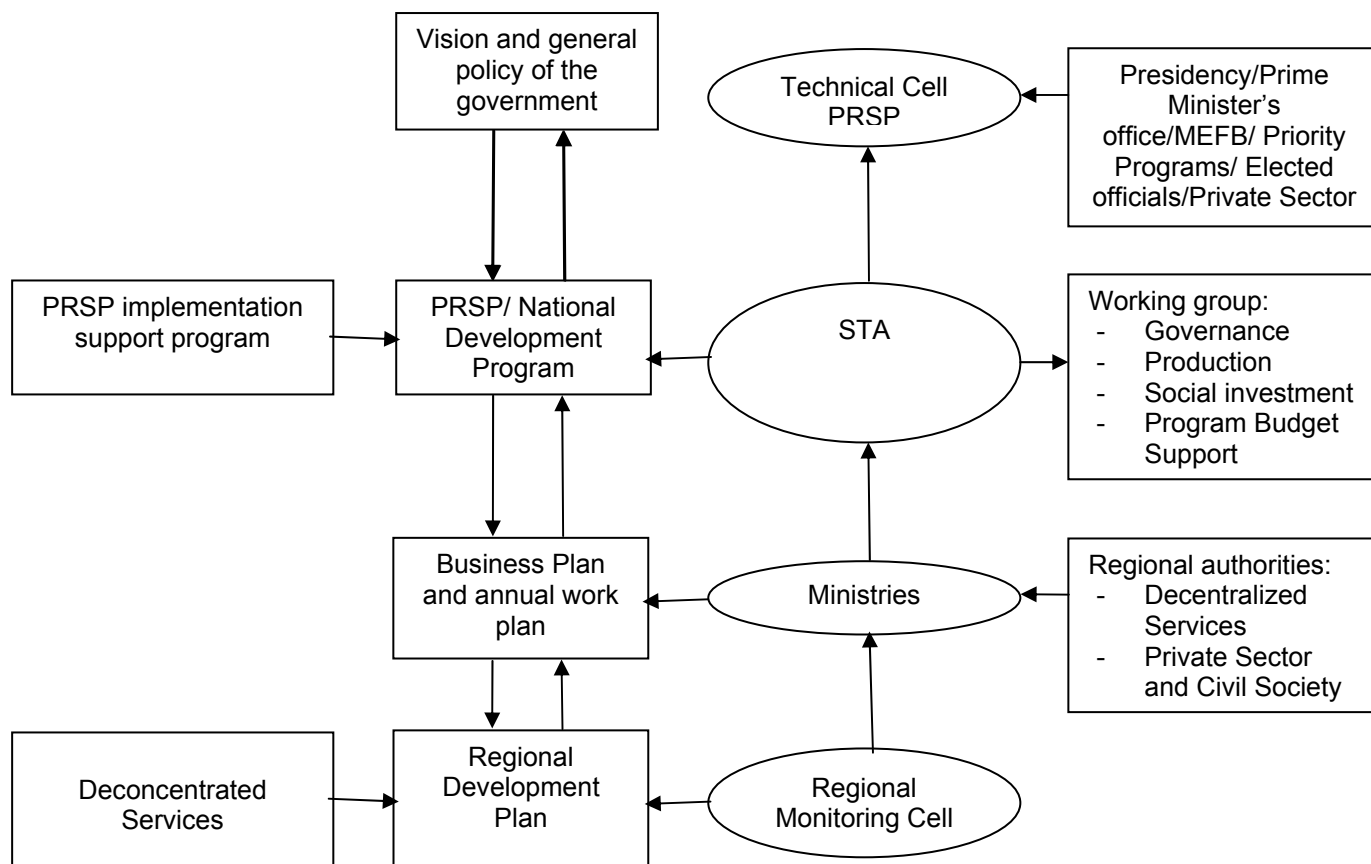 Vision and general
policy of the
government
Technical Cell
PRSP
Presidency/Prime
Minister's
office/MEFB/ Priority
Programs/ Elected
officials/Private Sector
PRSP implementation
support program
PRSP/ National
Development
Program
STA
Working group:
- Governance
- Production
- Social investment
- Program Budget
Support
Business Plan
and annual work
plan
Ministries
Regional authorities:
- Decentralized
Services
- Private Sector
and Civil Society
Deconcentrated
Services
Regional
Development
Plan
Regional
Monitoring Cell